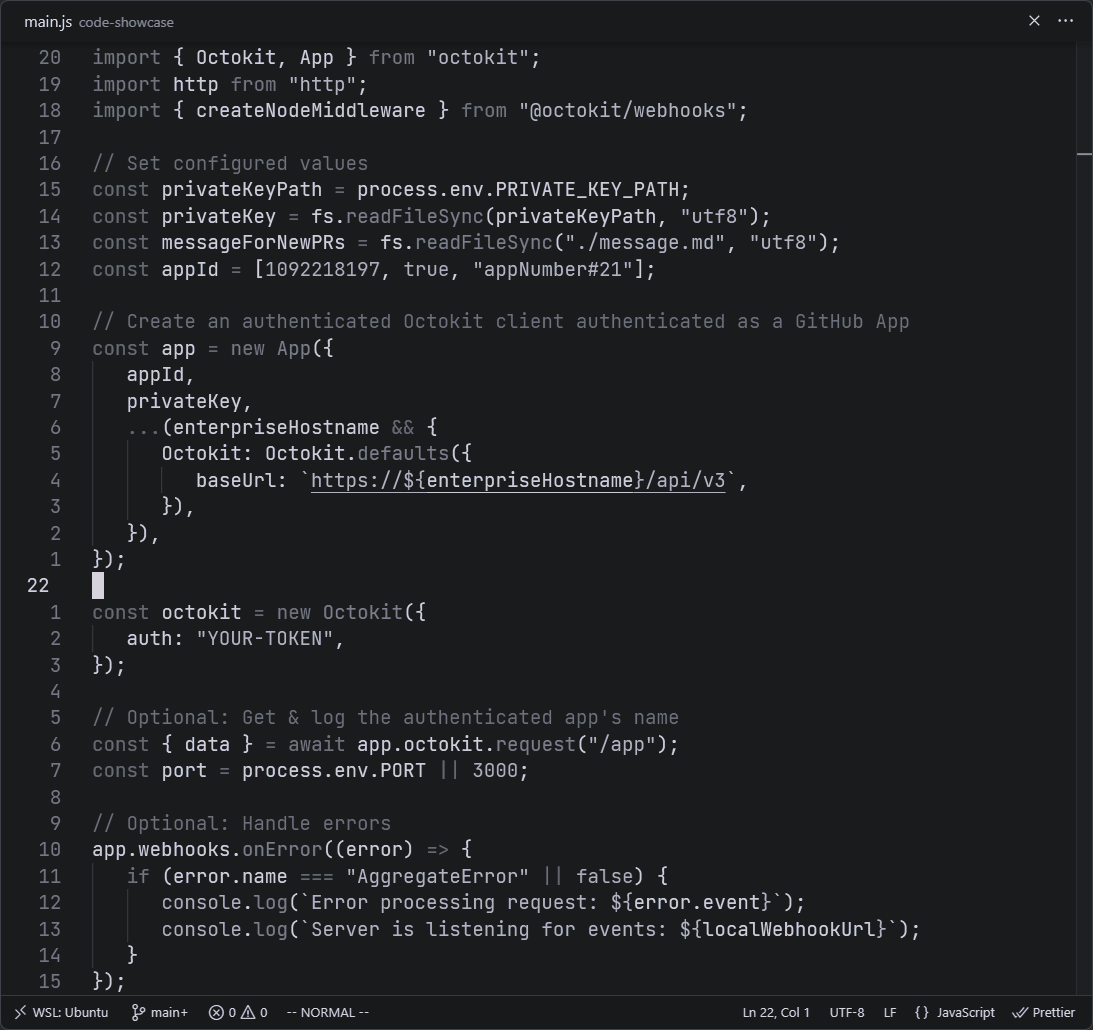 main.js code-showcase
20 import { Octokit, App } from "octokit";
19 import http from "http";
18 import { createNodeMiddleware } from "@octokit/webhooks";
17
16 // Set configured values
15 const privateKeyPath = process.env.PRIVATE_KEY_PATH;
14 const privateKey = fs.readFileSync(privateKeyPath, "utf8");
13 const messageForNewPRs = fs.readFileSync("./message.md", "utf8");
12 const appId = [1092218197, true, "appNumber#21"];
11
10 // Create an authenticated Octokit client authenticated as a GitHub App
9 const app = new App({
8    appId,
7    privateKey,
6    ...(enterpriseHostname && {
5       Octokit: Octokit.defaults({
4          baseUrl: `https://${enterpriseHostname}/api/v3`,
3       }),
2    }),
1 });
22
1 const octokit = new Octokit({
2    auth: "YOUR-TOKEN",
3 });
4
5 // Optional: Get & log the authenticated app's name
6 const { data } = await app.octokit.request("/app");
7 const port = process.env.PORT || 3000;
8
9 // Optional: Handle errors
10 app.webhooks.onError((error) => {
11    if (error.name === "AggregateError" || false) {
12       console.log(`Error processing request: ${error.event}`);
13       console.log(`Server is listening for events: ${localWebhookUrl}`);
14    }
15 });
WSL: Ubuntu main+ 0 0 -- NORMAL -- Ln 22, Col 1 UTF-8 LF {} JavaScript Prettier